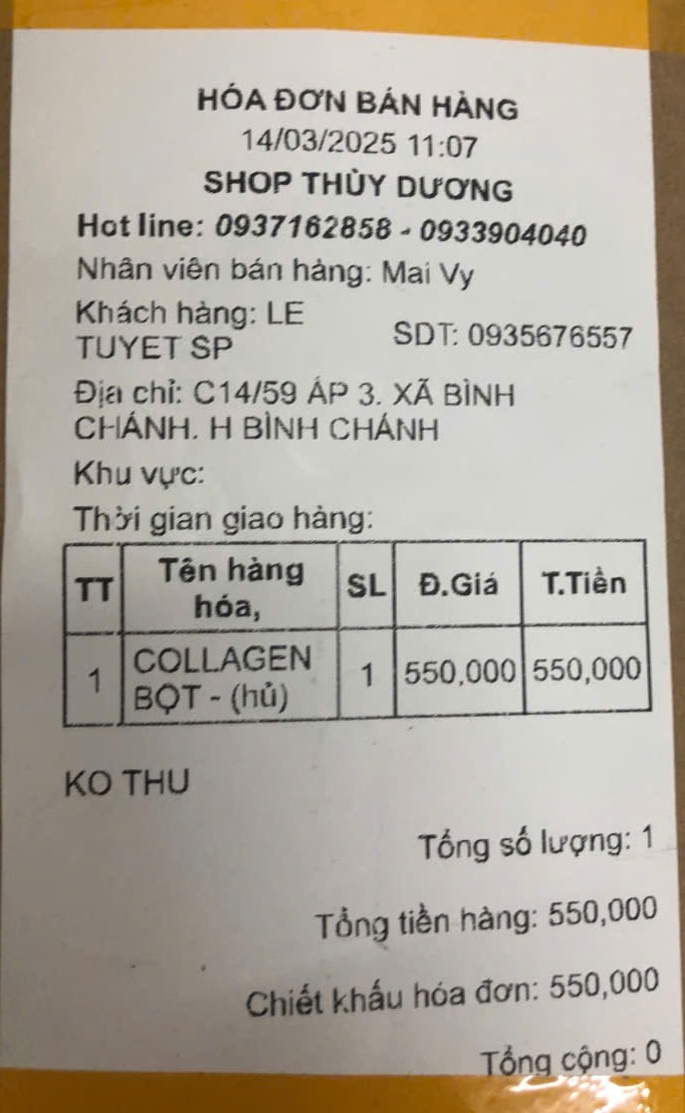 HÓA ĐƠN BÁN HÀNG
14/03/2025 11:07
SHOP THÙY DƯƠNG
Hot line: 0937162858 - 0933904040
Nhân viên bán hàng: Mai Vy
Khách hàng: LE
TUYET SP
SDT: 0935676557
Địa chỉ: C14/59 ÁP 3. XÃ BÌNH
CHÁNH. H BÌNH CHÁNH
Khu vực:
Thời gian giao hàng:
TT Tên hàng hóa, SL Đ.Giá T.Tiền
1 COLLAGEN BỘT - (hủ) 1 550,000 550,000
KO THU
Tổng số lượng: 1
Tổng tiền hàng: 550,000
Chiết khấu hóa đơn: 550,000
Tổng cộng: 0